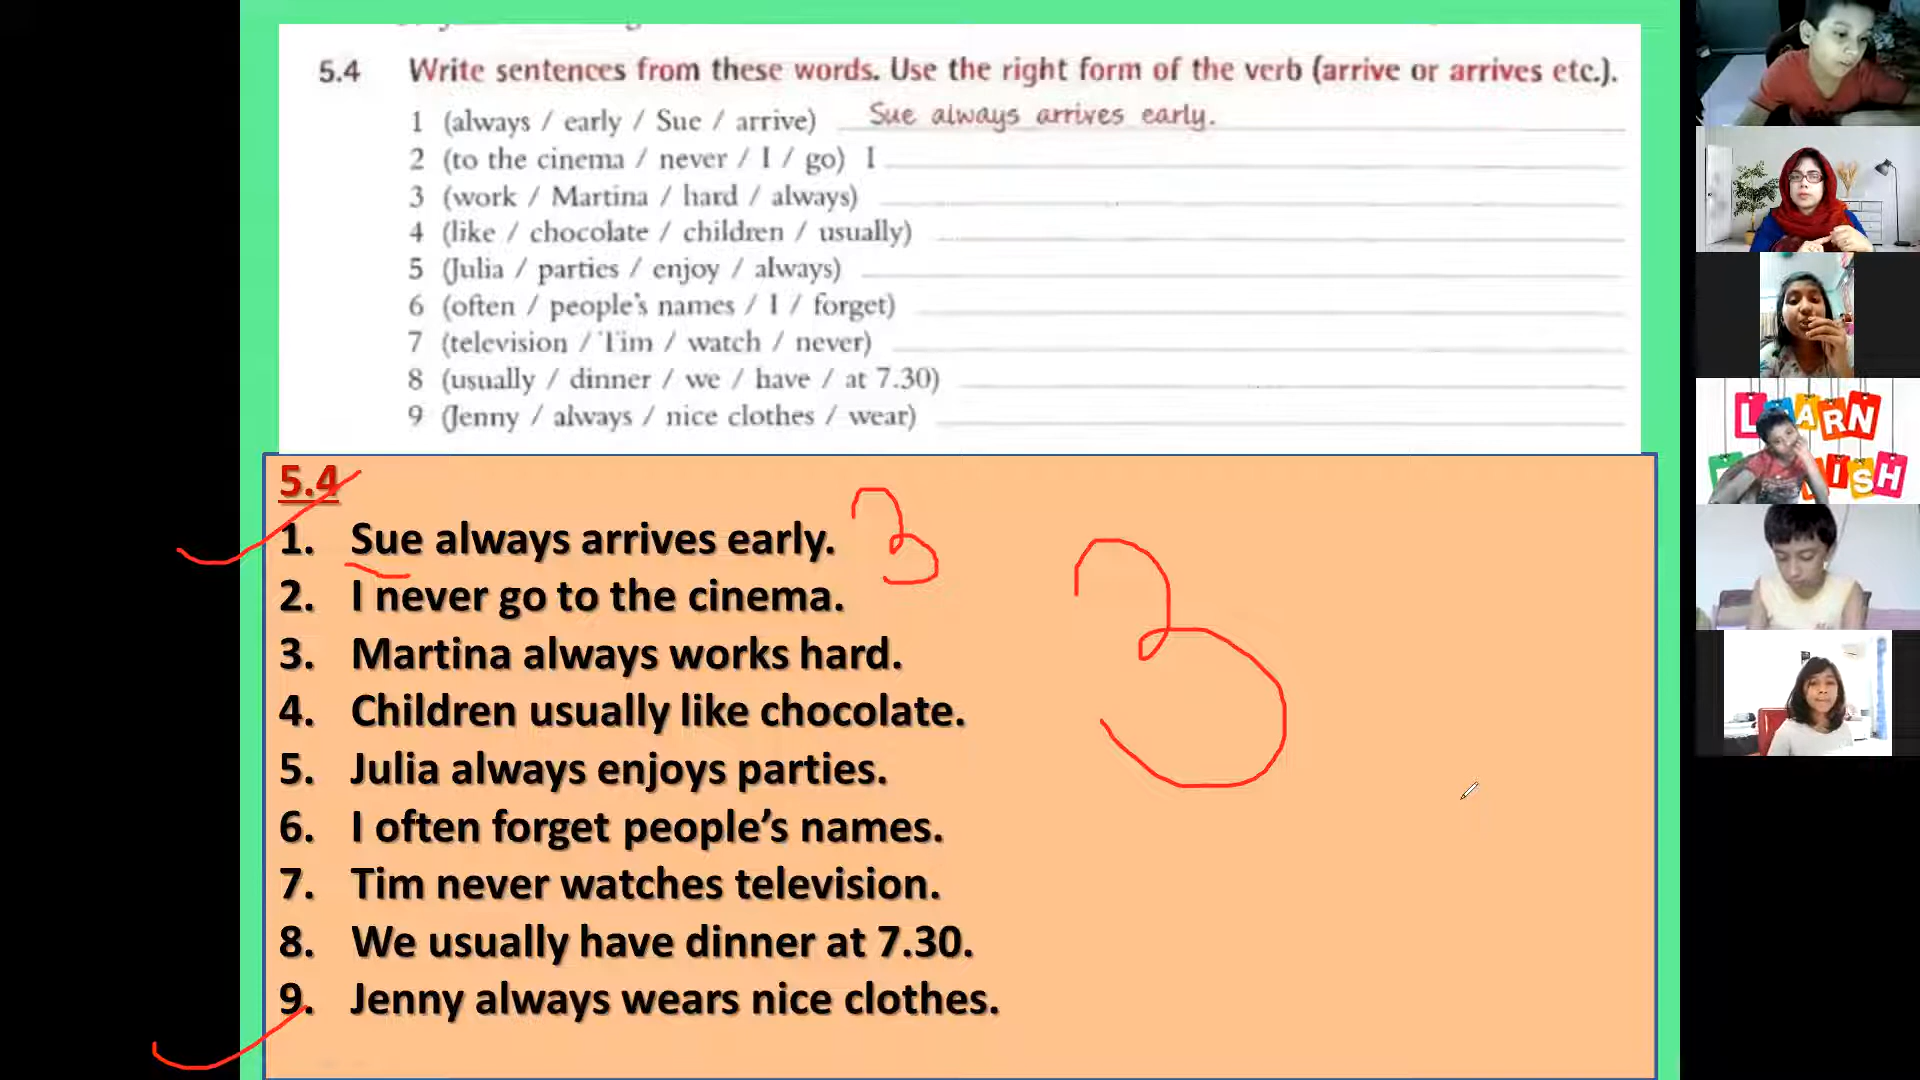 5.4 Write sentences from these words. Use the right form of the verb (arrive or arrives etc.).
1 (always / early / Sue / arrive) Sue always arrives early.
2 (to the cinema / never / I / go) I
3 (work / Martina / hard / always)
4 (like / chocolate / children / usually)
5 (Julia / parties / enjoy / always)
6 (often / people's names / I / forget)
7 (television / Tim / watch / never)
8 (usually / dinner / we / have / at 7.30)
9 (Jenny / always / nice clothes / wear)
5.4
1. Sue always arrives early. 3
2. I never go to the cinema.
3. Martina always works hard. 3
4. Children usually like chocolate.
5. Julia always enjoys parties.
6. I often forget people’s names.
7. Tim never watches television.
8. We usually have dinner at 7.30.
9. Jenny always wears nice clothes.